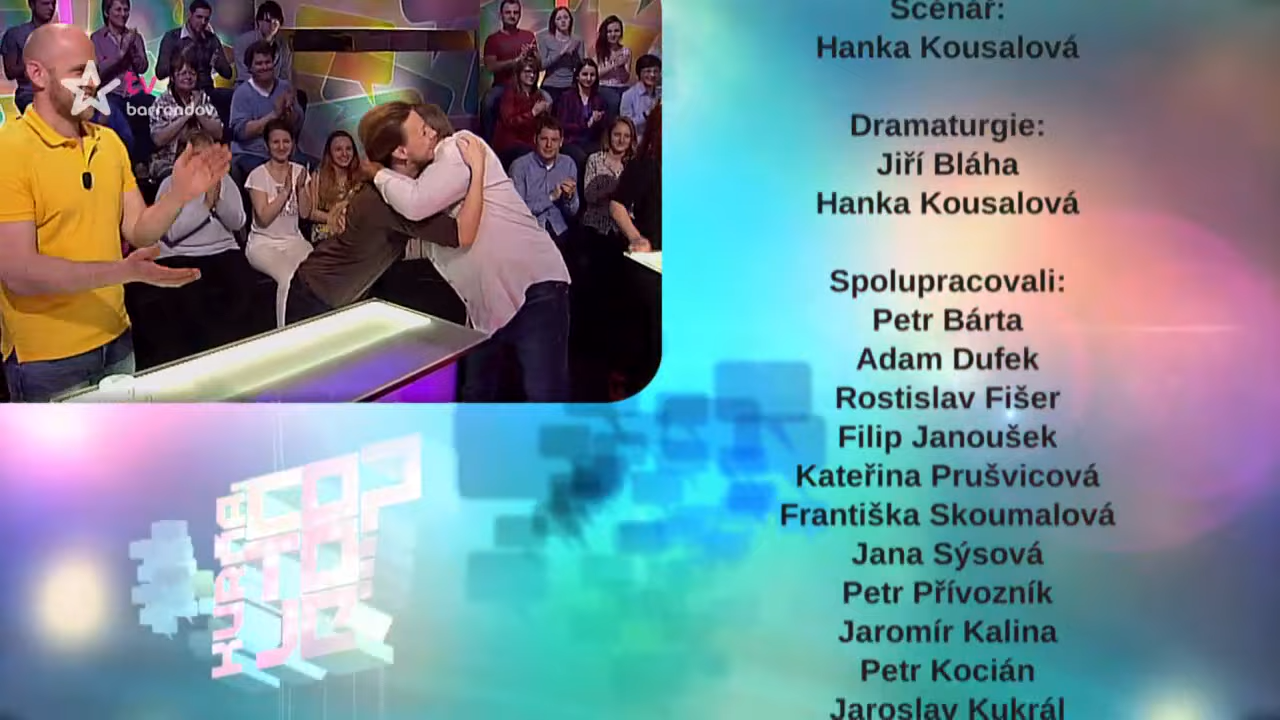 tv
barrandov
Scénář:
Hanka Kousalová
Dramaturgie:
Jiří Bláha
Hanka Kousalová
Spolupracovali:
Petr Bárta
Adam Dufek
Rostislav Fišer
Filip Janoušek
Kateřina Prušvicová
Františka Skoumalová
Jana Sýsová
Petr Přívozník
Jaromír Kalina
Petr Kocián
Jaroslav Kukrál